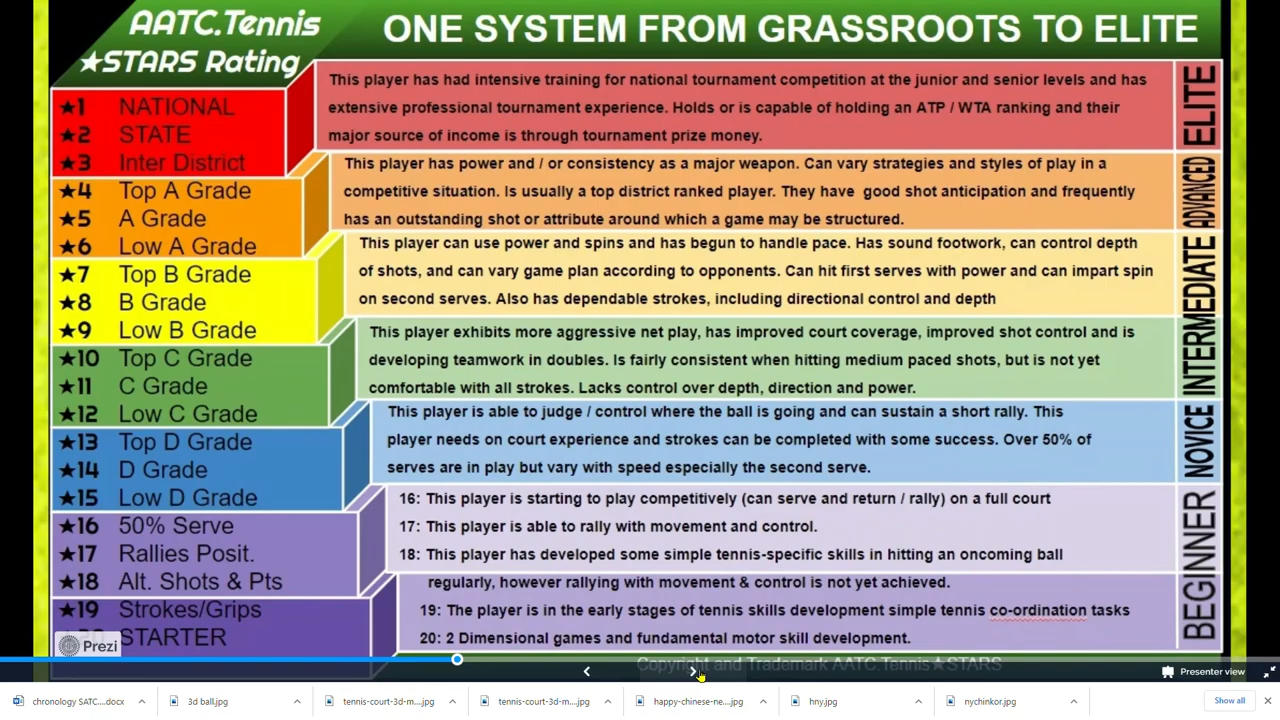 AATC.Tennis
★STARS Rating
ONE SYSTEM FROM GRASSROOTS TO ELITE
★1 NATIONAL
★2 STATE
★3 Inter District
This player has had intensive training for national tournament competition at the junior and senior levels and has
extensive professional tournament experience. Holds or is capable of holding an ATP / WTA ranking and their
major source of income is through tournament prize money.
ELITE
★4 Top A Grade
★5 A Grade
★6 Low A Grade
This player has power and / or consistency as a major weapon. Can vary strategies and styles of play in a
competitive situation. Is usually a top district ranked player. They have good shot anticipation and frequently
has an outstanding shot or attribute around which a game may be structured.
ADVANCED
★7 Top B Grade
★8 B Grade
★9 Low B Grade
This player can use power and spins and has begun to handle pace. Has sound footwork, can control depth
of shots, and can vary game plan according to opponents. Can hit first serves with power and can impart spin
on second serves. Also has dependable strokes, including directional control and depth
INTERMEDIATE
★10 Top C Grade
★11 C Grade
★12 Low C Grade
This player exhibits more aggressive net play, has improved court coverage, improved shot control and is
developing teamwork in doubles. Is fairly consistent when hitting medium paced shots, but is not yet
comfortable with all strokes. Lacks control over depth, direction and power.
★13 Top D Grade
★14 D Grade
★15 Low D Grade
This player is able to judge / control where the ball is going and can sustain a short rally. This
player needs on court experience and strokes can be completed with some success. Over 50% of
serves are in play but vary with speed especially the second serve.
NOVICE
★16 50% Serve
★17 Rallies Posit.
★18 Alt. Shots & Pts
16: This player is starting to play competitively (can serve and return / rally) on a full court
17: This player is able to rally with movement and control.
18: This player has developed some simple tennis-specific skills in hitting an oncoming ball
regularly, however rallying with movement & control is not yet achieved.
★19 Strokes/Grips
STARTER
19: The player is in the early stages of tennis skills development simple tennis co-ordination tasks
20: 2 Dimensional games and fundamental motor skill development.
BEGINNER
Prezi
Copyright and Trademark AATC.Tennis★STARS
Presenter view
chronology SATC....docx
3d ball.jpg
tennis-court-3d-m....jpg
tennis-court-3d-m....jpg
happy-chinese-ne....jpg
hny.jpg
nychinkor.jpg
Show all